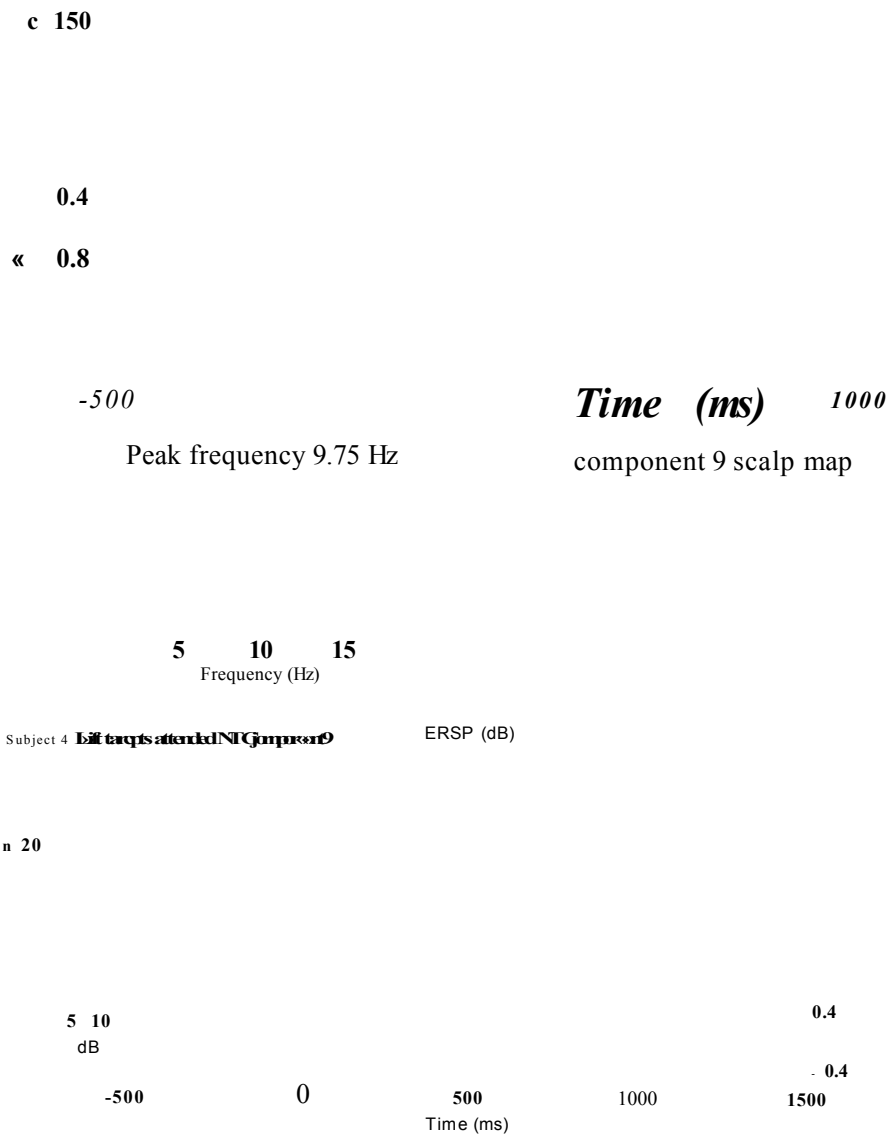 c 150
0.4
« 0.8
-500 Time (ms) 1000
Peak frequency 9.75 Hz component 9 scalp map
5 10 15
Frequency (Hz)
Subject 4 attended ERSP (dB)
n 20
0.4
5 10
dB
- 0.4
-500 0 500 1000 1500
Time (ms)